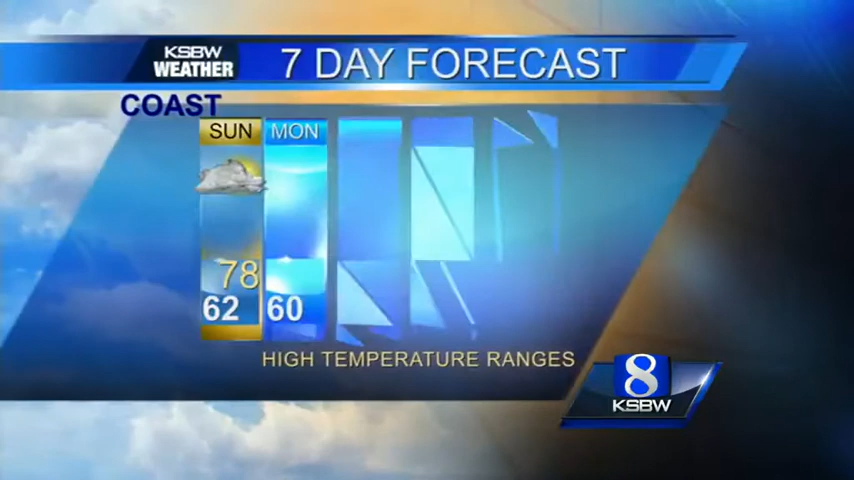 KSBW
WEATHER
7 DAY FORECAST
COAST
SUN MON
78
62 60
HIGH TEMPERATURE RANGES
8
KSBW